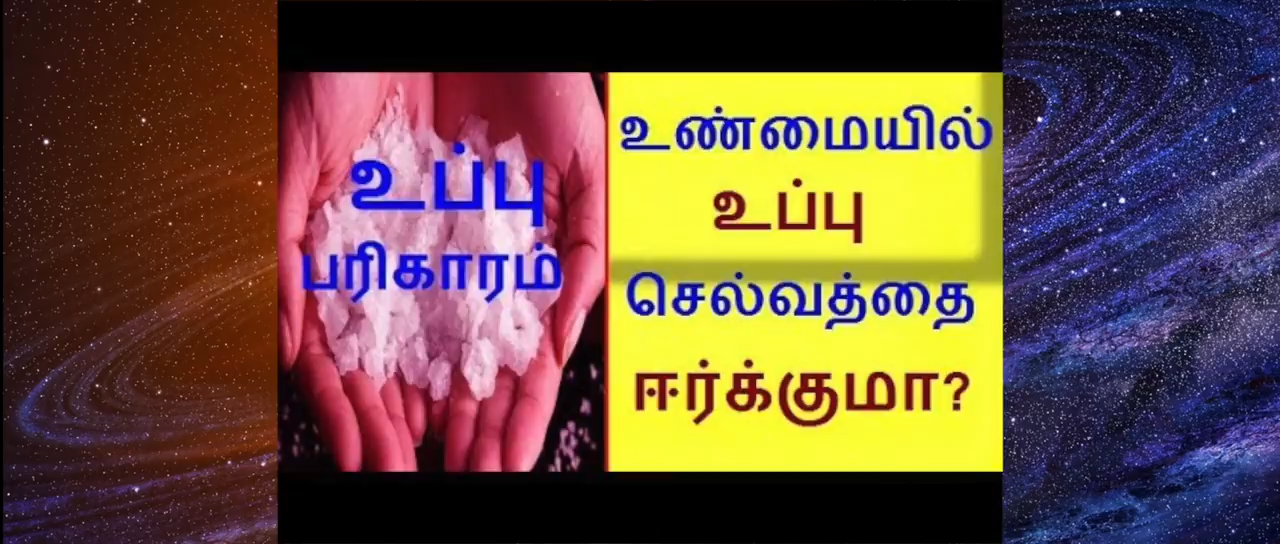 உப்பு
பரிகாரம்
உண்மையில்
உப்பு
செல்வத்தை
ஈர்க்குமா?